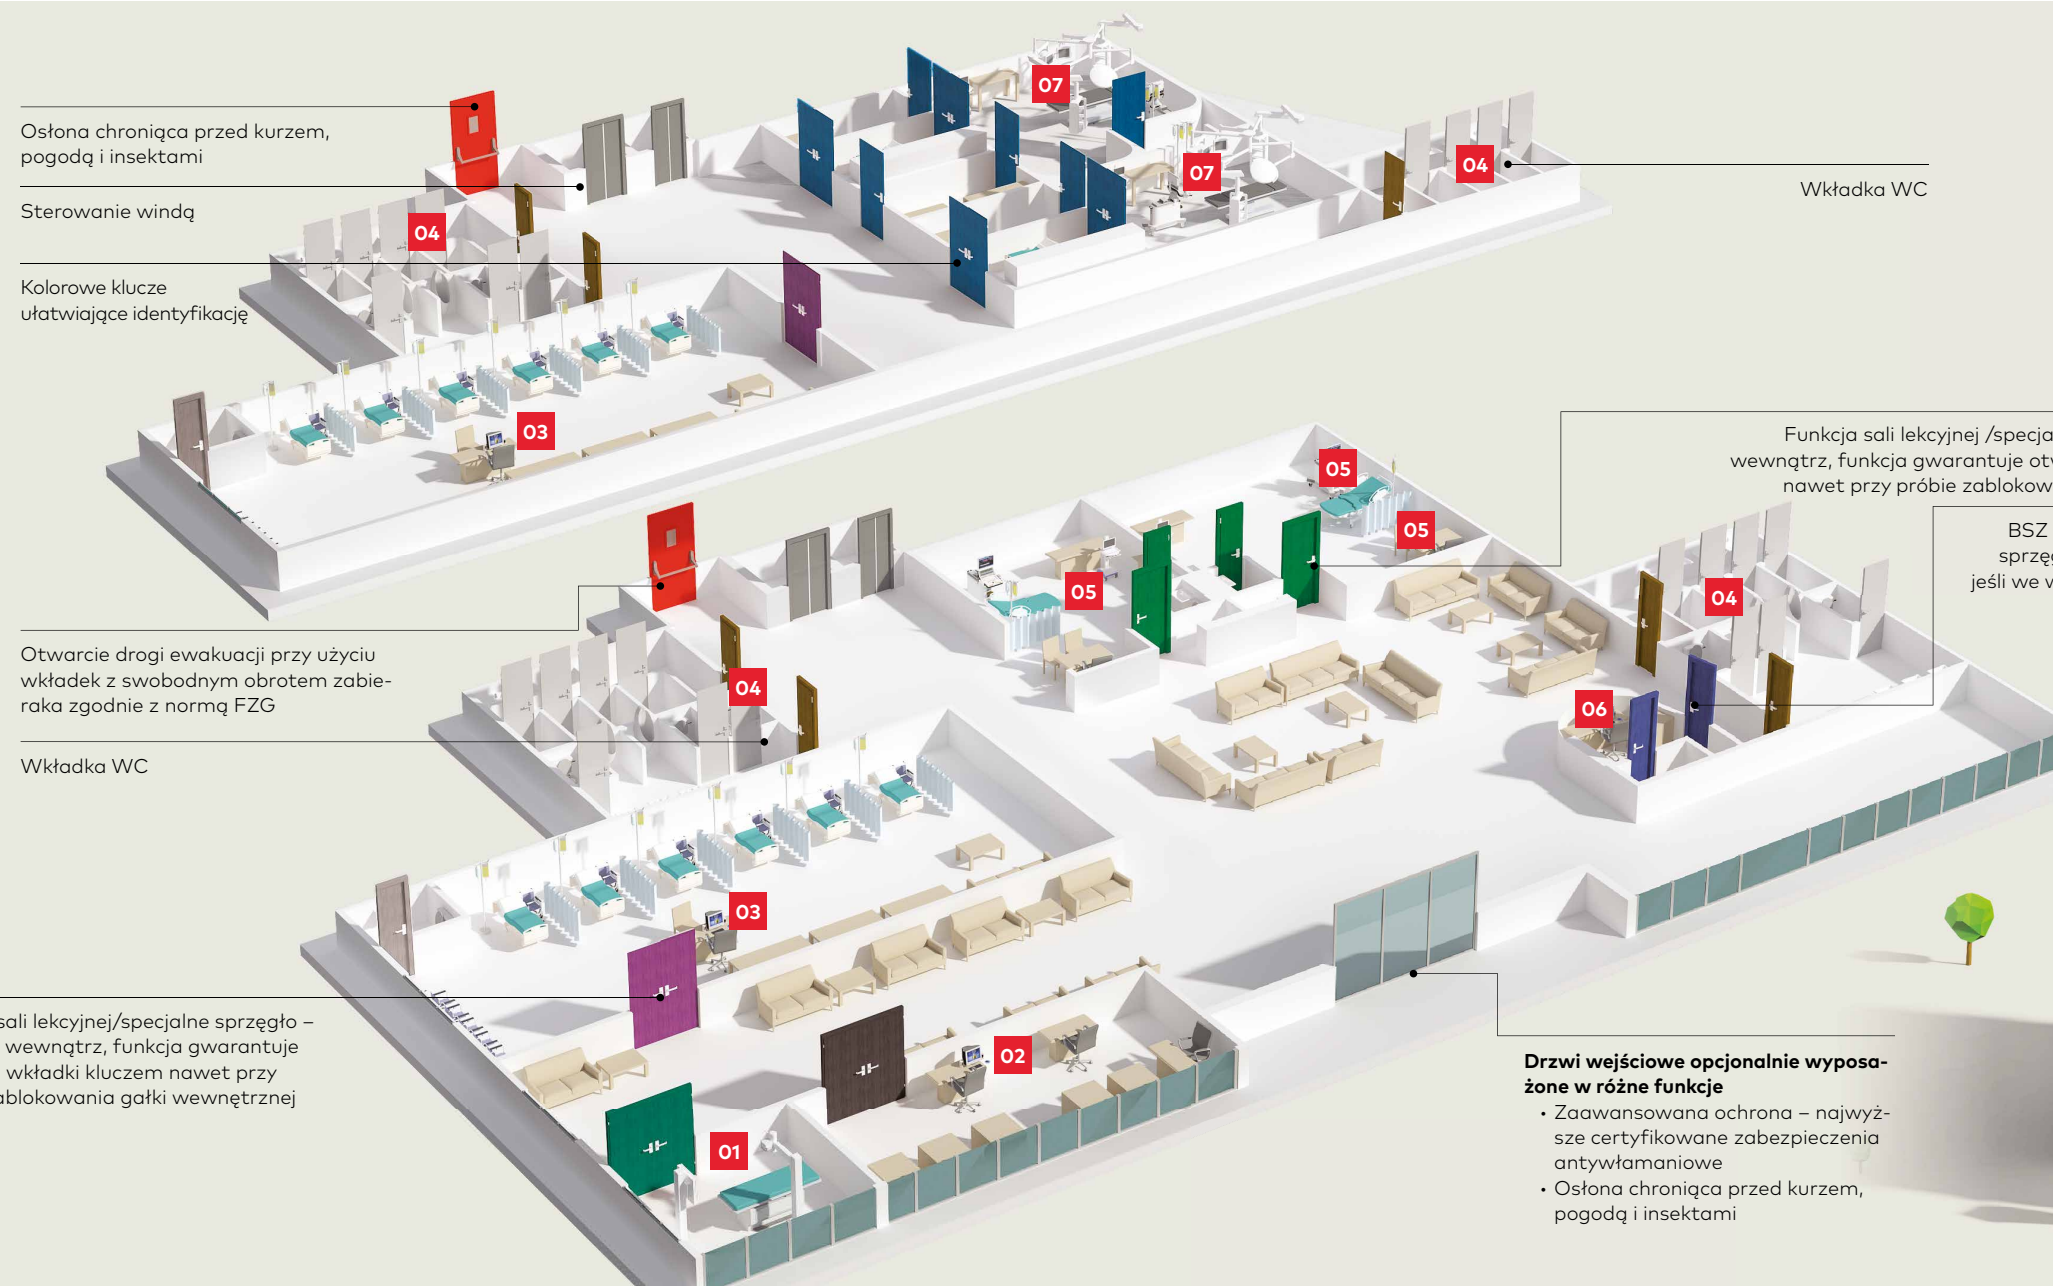 07
Osłona chroniąca przed kurzem,
pogodą i insektami
04
07
Wkładka WC
Sterowanie windą
04
Kolorowe klucze
ułatwiające identyfikację
03
Funkcja sali lekcyjnej /specja
wewnątrz, funkcja gwarantuje
nawet przy próbie
05
05
BSZ
jeśli we
05
04
Otwarcie drogi ewakuacji przy użyciu
wkładek z swobodnym obrotem zabie-
raka zgodnie z normą FZG
04
06
Wkładka WC
03
sali lekcyjnej/specjalne sprzęgło –
wewnątrz, funkcja gwarantuje
wkładki kluczem nawet przy
ablokowania gałki wewnętrznej
02
01
Drzwi wejściowe opcjonalnie wyposa-
żone w różne funkcje
• Zaawansowana ochrona – najwyż-
sze certyfikowane zabezpieczenia
antywłamaniowe
• Osłona chroniąca przed kurzem,
pogodą i insektami